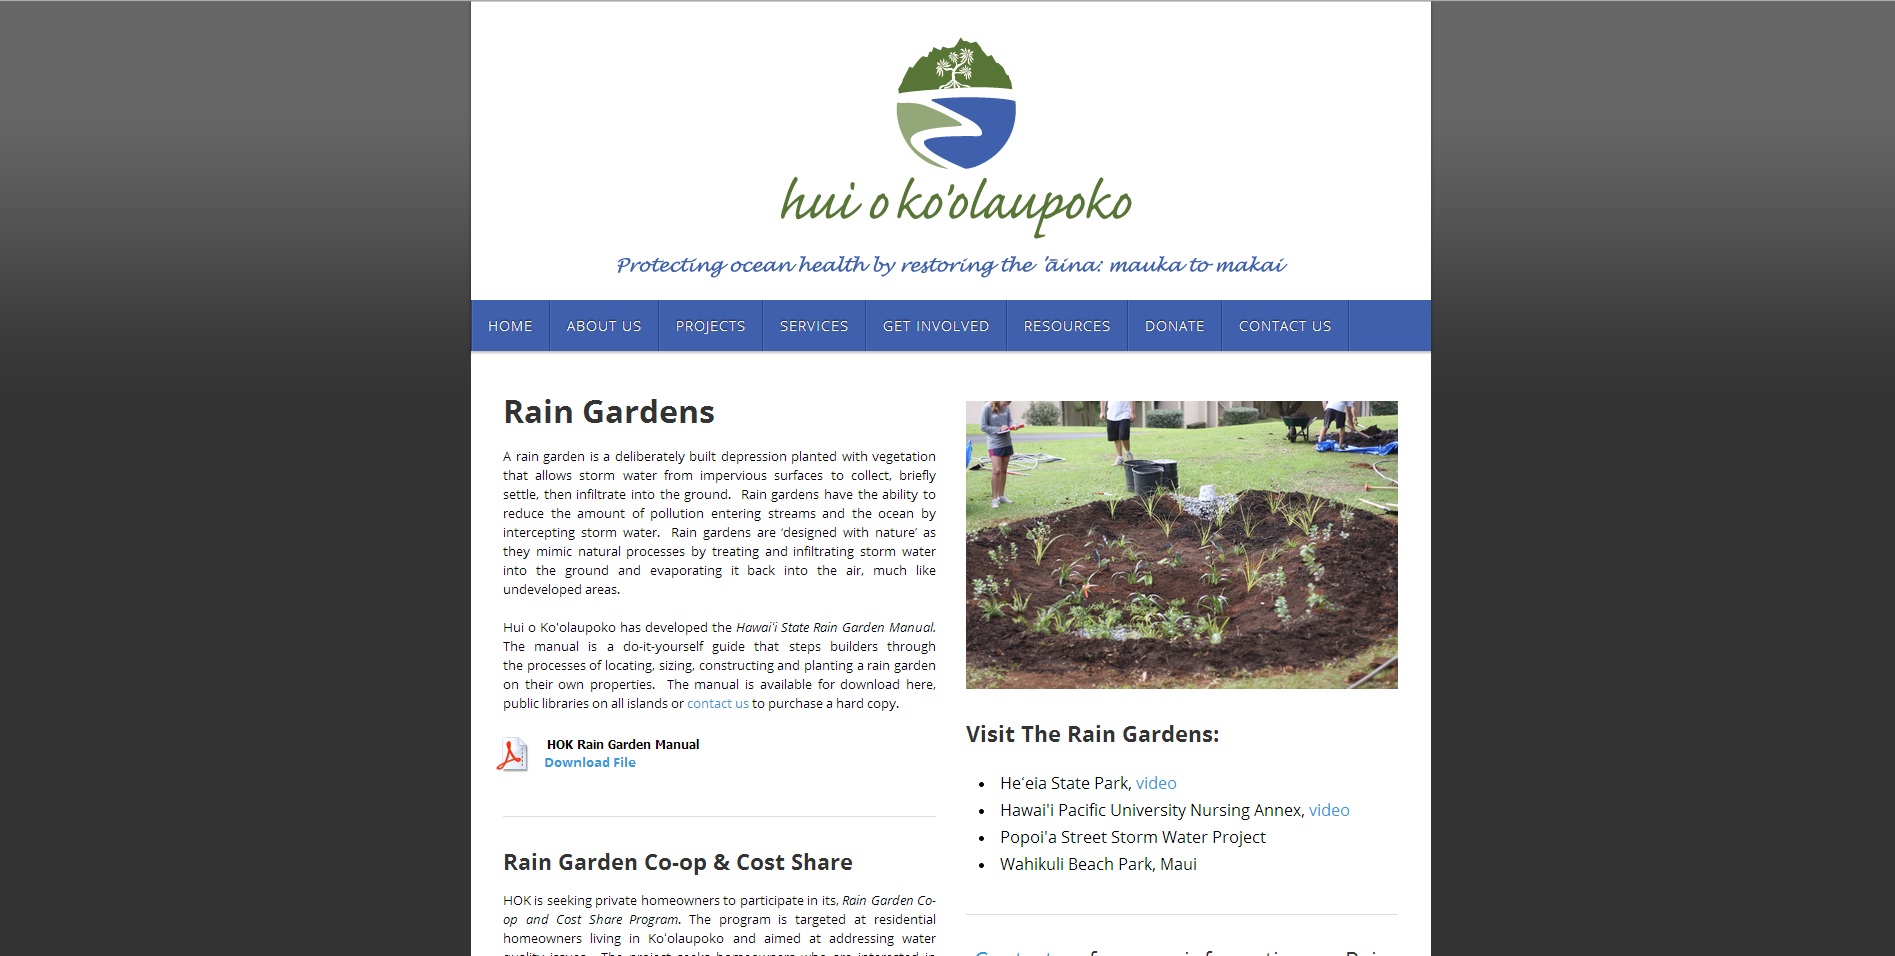 hui o ko'olaupoko
Protecting ocean health by restoring the 'āina: mauka to makai
HOME ABOUT US PROJECTS SERVICES GET INVOLVED RESOURCES DONATE CONTACT US
Rain Gardens
A rain garden is a deliberately built depression planted with vegetation
that allows storm water from impervious surfaces to collect, briefly
settle, then infiltrate into the ground. Rain gardens have the ability to
reduce the amount of pollution entering streams and the ocean by
intercepting storm water. Rain gardens are ‘designed with nature’ as
they mimic natural processes by treating and infiltrating storm water
into the ground and evaporating it back into the air, much like
undeveloped areas.
Hui o Ko'olaupoko has developed the Hawai'i State Rain Garden Manual.
The manual is a do-it-yourself guide that steps builders through
the processes of locating, sizing, constructing and planting a rain garden
on their own properties. The manual is available for download here,
public libraries on all islands or contact us to purchase a hard copy.
HOK Rain Garden Manual
Download File
Rain Garden Co-op & Cost Share
HOK is seeking private homeowners to participate in its, Rain Garden Co-
op and Cost Share Program. The program is targeted at residential
homeowners living in Ko‘olaupoko and aimed at addressing water
quality issues. The project seeks homeowners who are interested in
Visit The Rain Gardens:
• He‘eia State Park, video
• Hawai'i Pacific University Nursing Annex, video
• Popoi'a Street Storm Water Project
• Wahikuli Beach Park, Maui